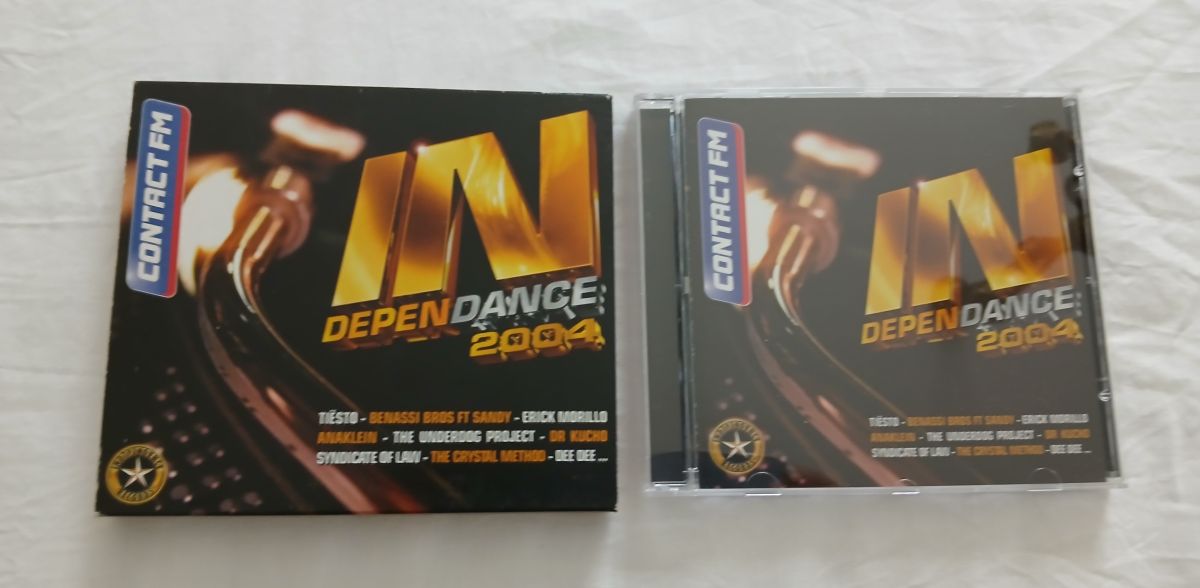 CONTACT FM
IN
DEPENDANCE
2004
TIËSTO - BENASSI BROS FT SANDY - ERICK MORILLO
ANAKLEIN - THE UNDERDOG PROJECT - DR KUCHO
SYNDICATE OF LAW - THE CRYSTAL METHOD - DEE DEE ...
CONTACT FM
IN
DEPENDANCE
2004
TIËSTO - BENASSI BROS FT SANDY - ERICK MORILLO
ANAKLEIN - THE UNDERDOG PROJECT - DR KUCHO
SYNDICATE OF LAW - THE CRYSTAL METHOD - DEE DEE ...